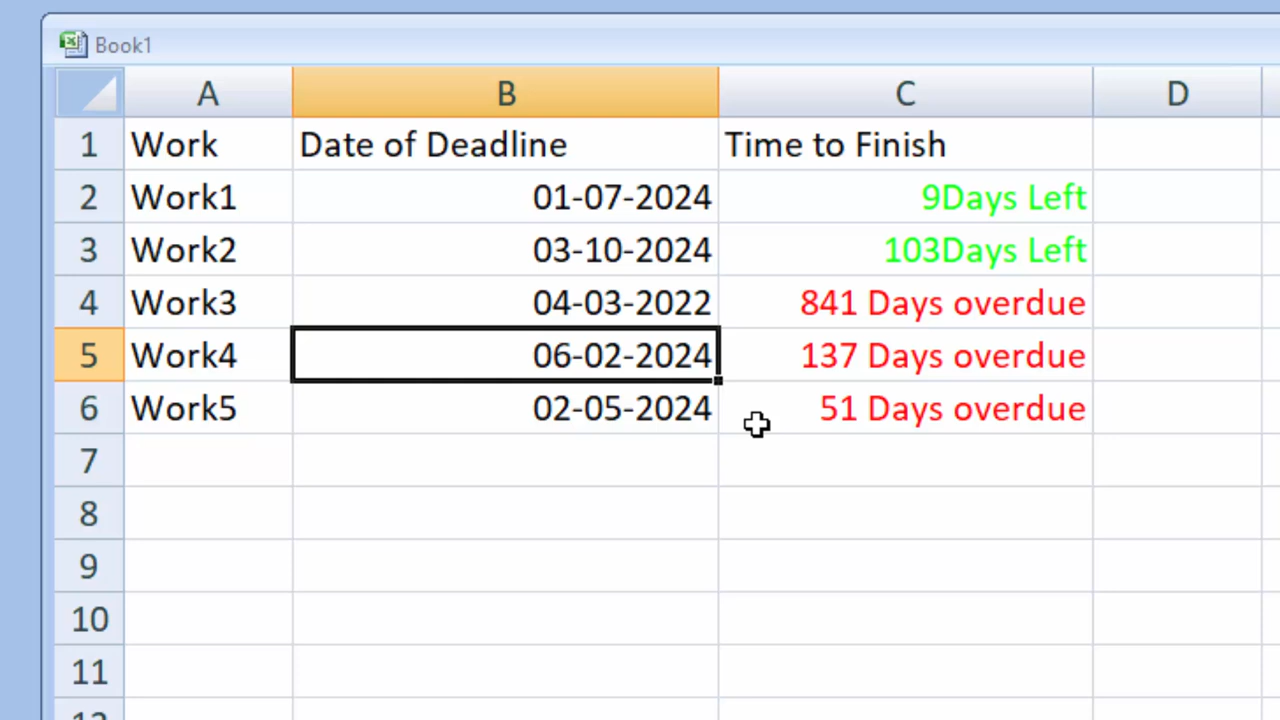 Book1
A B C D
1 Work Date of Deadline Time to Finish
2 Work1 01-07-2024 9Days Left
3 Work2 03-10-2024 103Days Left
4 Work3 04-03-2022 841 Days overdue
5 Work4 06-02-2024 137 Days overdue
6 Work5 02-05-2024 51 Days overdue
7
8
9
10
11
12